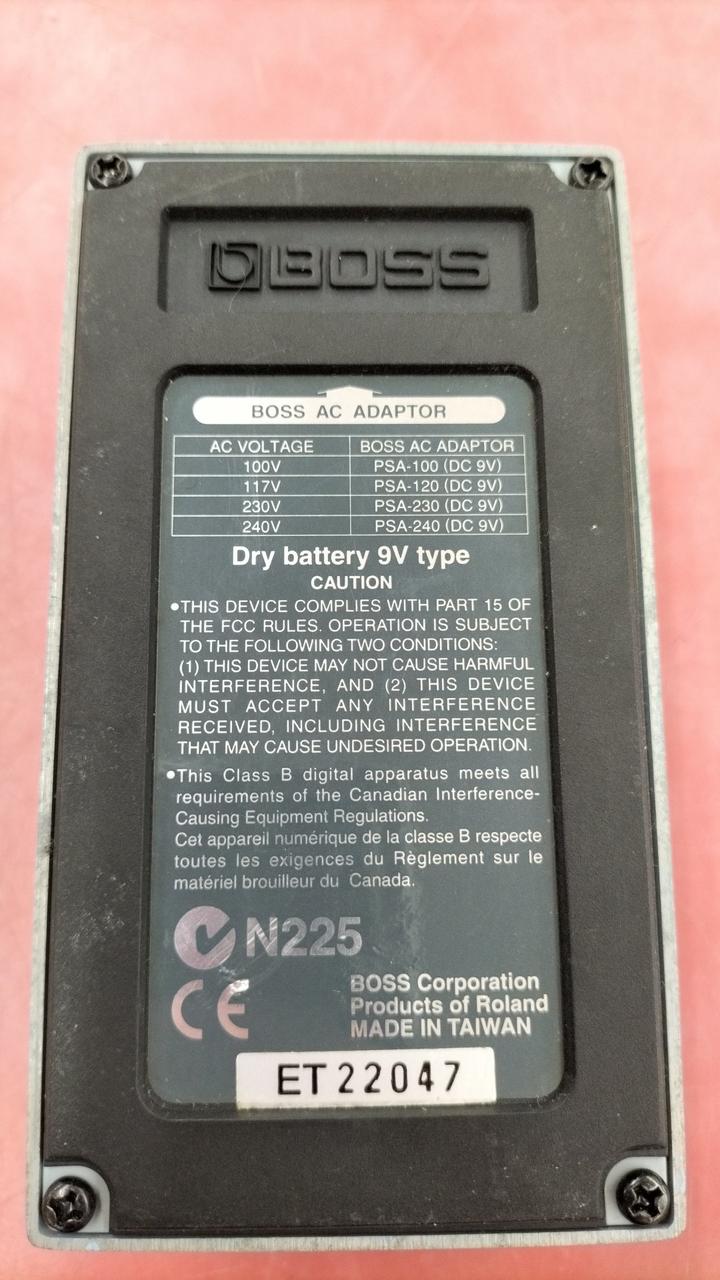 BOSS
BOSS AC ADAPTOR
AC VOLTAGE BOSS AC ADAPTOR
100V PSA-100 (DC 9V)
117V PSA-120 (DC 9V)
230V PSA-230 (DC 9V)
240V PSA-240 (DC 9V)
Dry battery 9V type
CAUTION
•THIS DEVICE COMPLIES WITH PART 15 OF
THE FCC RULES. OPERATION IS SUBJECT
TO THE FOLLOWING TWO CONDITIONS:
(1) THIS DEVICE MAY NOT CAUSE HARMFUL
INTERFERENCE, AND (2) THIS DEVICE
MUST ACCEPT ANY INTERFERENCE
RECEIVED, INCLUDING INTERFERENCE
THAT MAY CAUSE UNDESIRED OPERATION.
•This Class B digital apparatus meets all
requirements of the Canadian Interference-
Causing Equipment Regulations.
Cet appareil numérique de la classe B respecte
toutes les exigences du Règlement sur le
matériel brouilleur du Canada.
N225
CE
BOSS Corporation
Products of Roland
MADE IN TAIWAN
ET22047